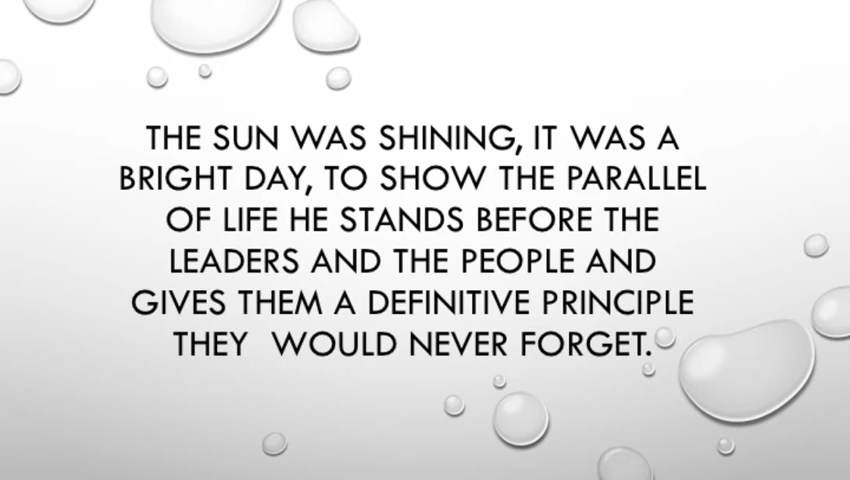 THE SUN WAS SHINING, IT WAS A
BRIGHT DAY, TO SHOW THE PARALLEL
OF LIFE HE STANDS BEFORE THE
LEADERS AND THE PEOPLE AND
GIVES THEM A DEFINITIVE PRINCIPLE
THEY  WOULD NEVER FORGET.